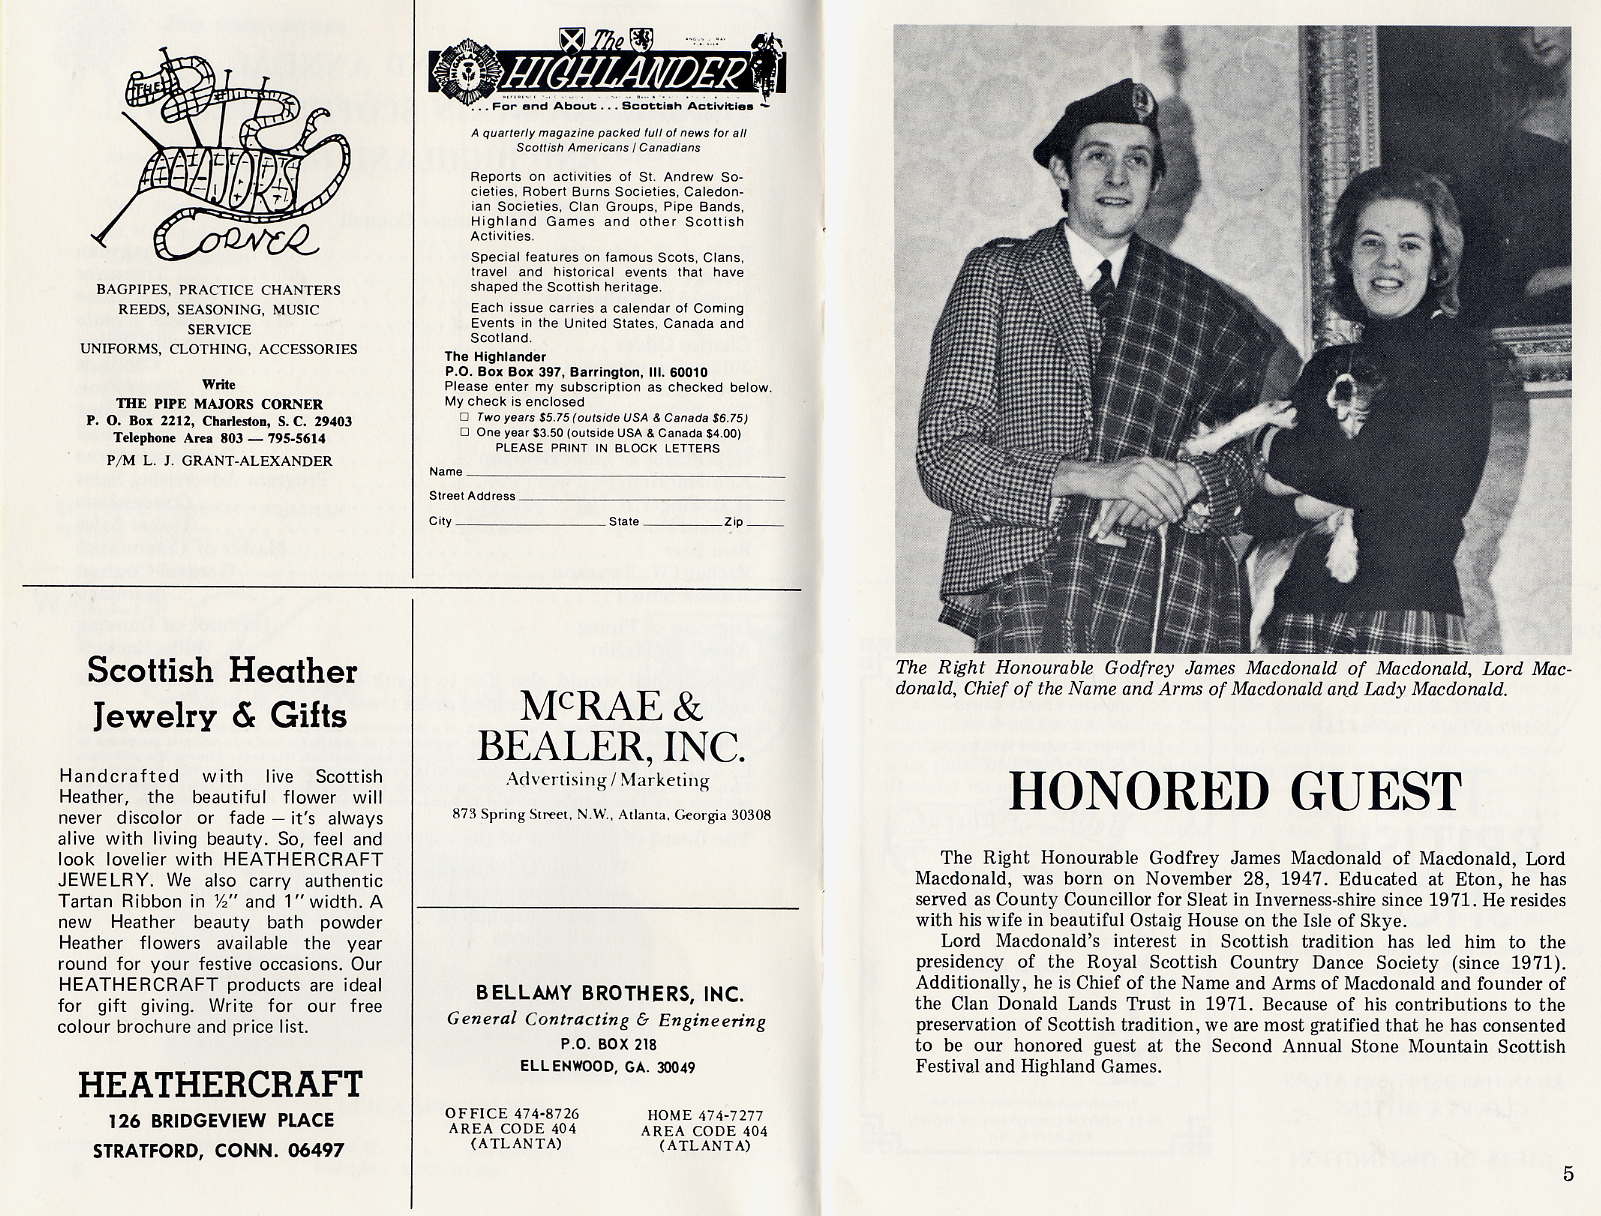 THE
PIPE
MAJORS
CORNER
BAGPIPES, PRACTICE CHANTERS
REEDS, SEASONING, MUSIC
SERVICE
UNIFORMS, CLOTHING, ACCESSORIES
Write
THE PIPE MAJORS CORNER
P. O. Box 2212, Charleston, S. C. 29403
Telephone Area 803 — 795-5614
P/M L. J. GRANT-ALEXANDER
The
HIGHLANDER
...For and About...Scottish Activities
A quarterly magazine packed full of news for all
Scottish Americans / Canadians
Reports on activities of St. Andrew So-
cieties, Robert Burns Societies, Caledon-
ian Societies, Clan Groups, Pipe Bands,
Highland Games and other Scottish
Activities.
Special features on famous Scots, Clans,
travel and historical events that have
shaped the Scottish heritage.
Each issue carries a calendar of Coming
Events in the United States, Canada and
Scotland.
The Highlander
P.O. Box Box 397, Barrington, Ill. 60010
Please enter my subscription as checked below.
My check is enclosed
☐ Two years $5.75 (outside USA & Canada $6.75)
☐ One year $3.50 (outside USA & Canada $4.00)
PLEASE PRINT IN BLOCK LETTERS
Name
Street Address
City State Zip
Scottish Heather
Jewelry & Gifts
Handcrafted with live Scottish
Heather, the beautiful flower will
never discolor or fade — it's always
alive with living beauty. So, feel and
look lovelier with HEATHERCRAFT
JEWELRY. We also carry authentic
Tartan Ribbon in ½" and 1" width. A
new Heather beauty bath powder
Heather flowers available the year
round for your festive occasions. Our
HEATHERCRAFT products are ideal
for gift giving. Write for our free
colour brochure and price list.
HEATHERCRAFT
126 BRIDGEVIEW PLACE
STRATFORD, CONN. 06497
McRAE &
BEALER, INC.
Advertising / Marketing
873 Spring Street, N.W., Atlanta, Georgia 30308
BELLAMY BROTHERS, INC.
General Contracting & Engineering
P.O. BOX 218
ELLENWOOD, GA. 30049
OFFICE 474-8726 HOME 474-7277
AREA CODE 404 AREA CODE 404
(ATLANTA) (ATLANTA)
The Right Honourable Godfrey James Macdonald of Macdonald, Lord Mac-
donald, Chief of the Name and Arms of Macdonald and Lady Macdonald.
HONORED GUEST
The Right Honourable Godfrey James Macdonald of Macdonald, Lord
Macdonald, was born on November 28, 1947. Educated at Eton, he has
served as County Councillor for Sleat in Inverness-shire since 1971. He resides
with his wife in beautiful Ostaig House on the Isle of Skye.
Lord Macdonald's interest in Scottish tradition has led him to the
presidency of the Royal Scottish Country Dance Society (since 1971).
Additionally, he is Chief of the Name and Arms of Macdonald and founder of
the Clan Donald Lands Trust in 1971. Because of his contributions to the
preservation of Scottish tradition, we are most gratified that he has consented
to be our honored guest at the Second Annual Stone Mountain Scottish
Festival and Highland Games.
5